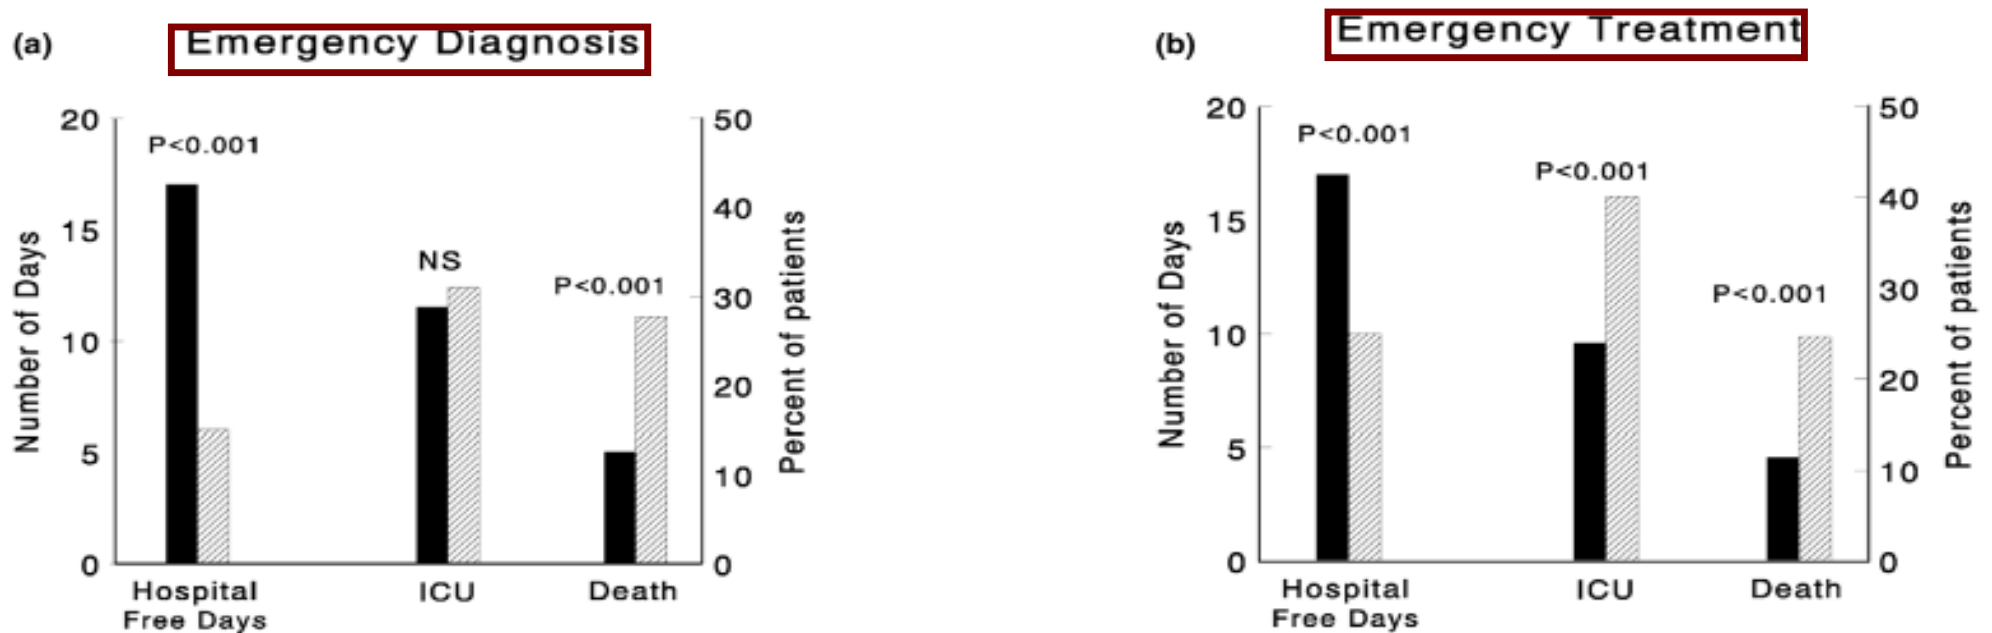 (a)
Emergency Diagnosis
20
15
10
5
0
Number of Days
P<0.001
NS
P<0.001
50
40
30
20
10
0
Percent of patients
Hospital
Free Days
ICU
Death
(b)
Emergency Treatment
20
15
10
5
0
Number of Days
P<0.001
P<0.001
P<0.001
50
40
30
20
10
0
Percent of patients
Hospital
Free Days
ICU
Death